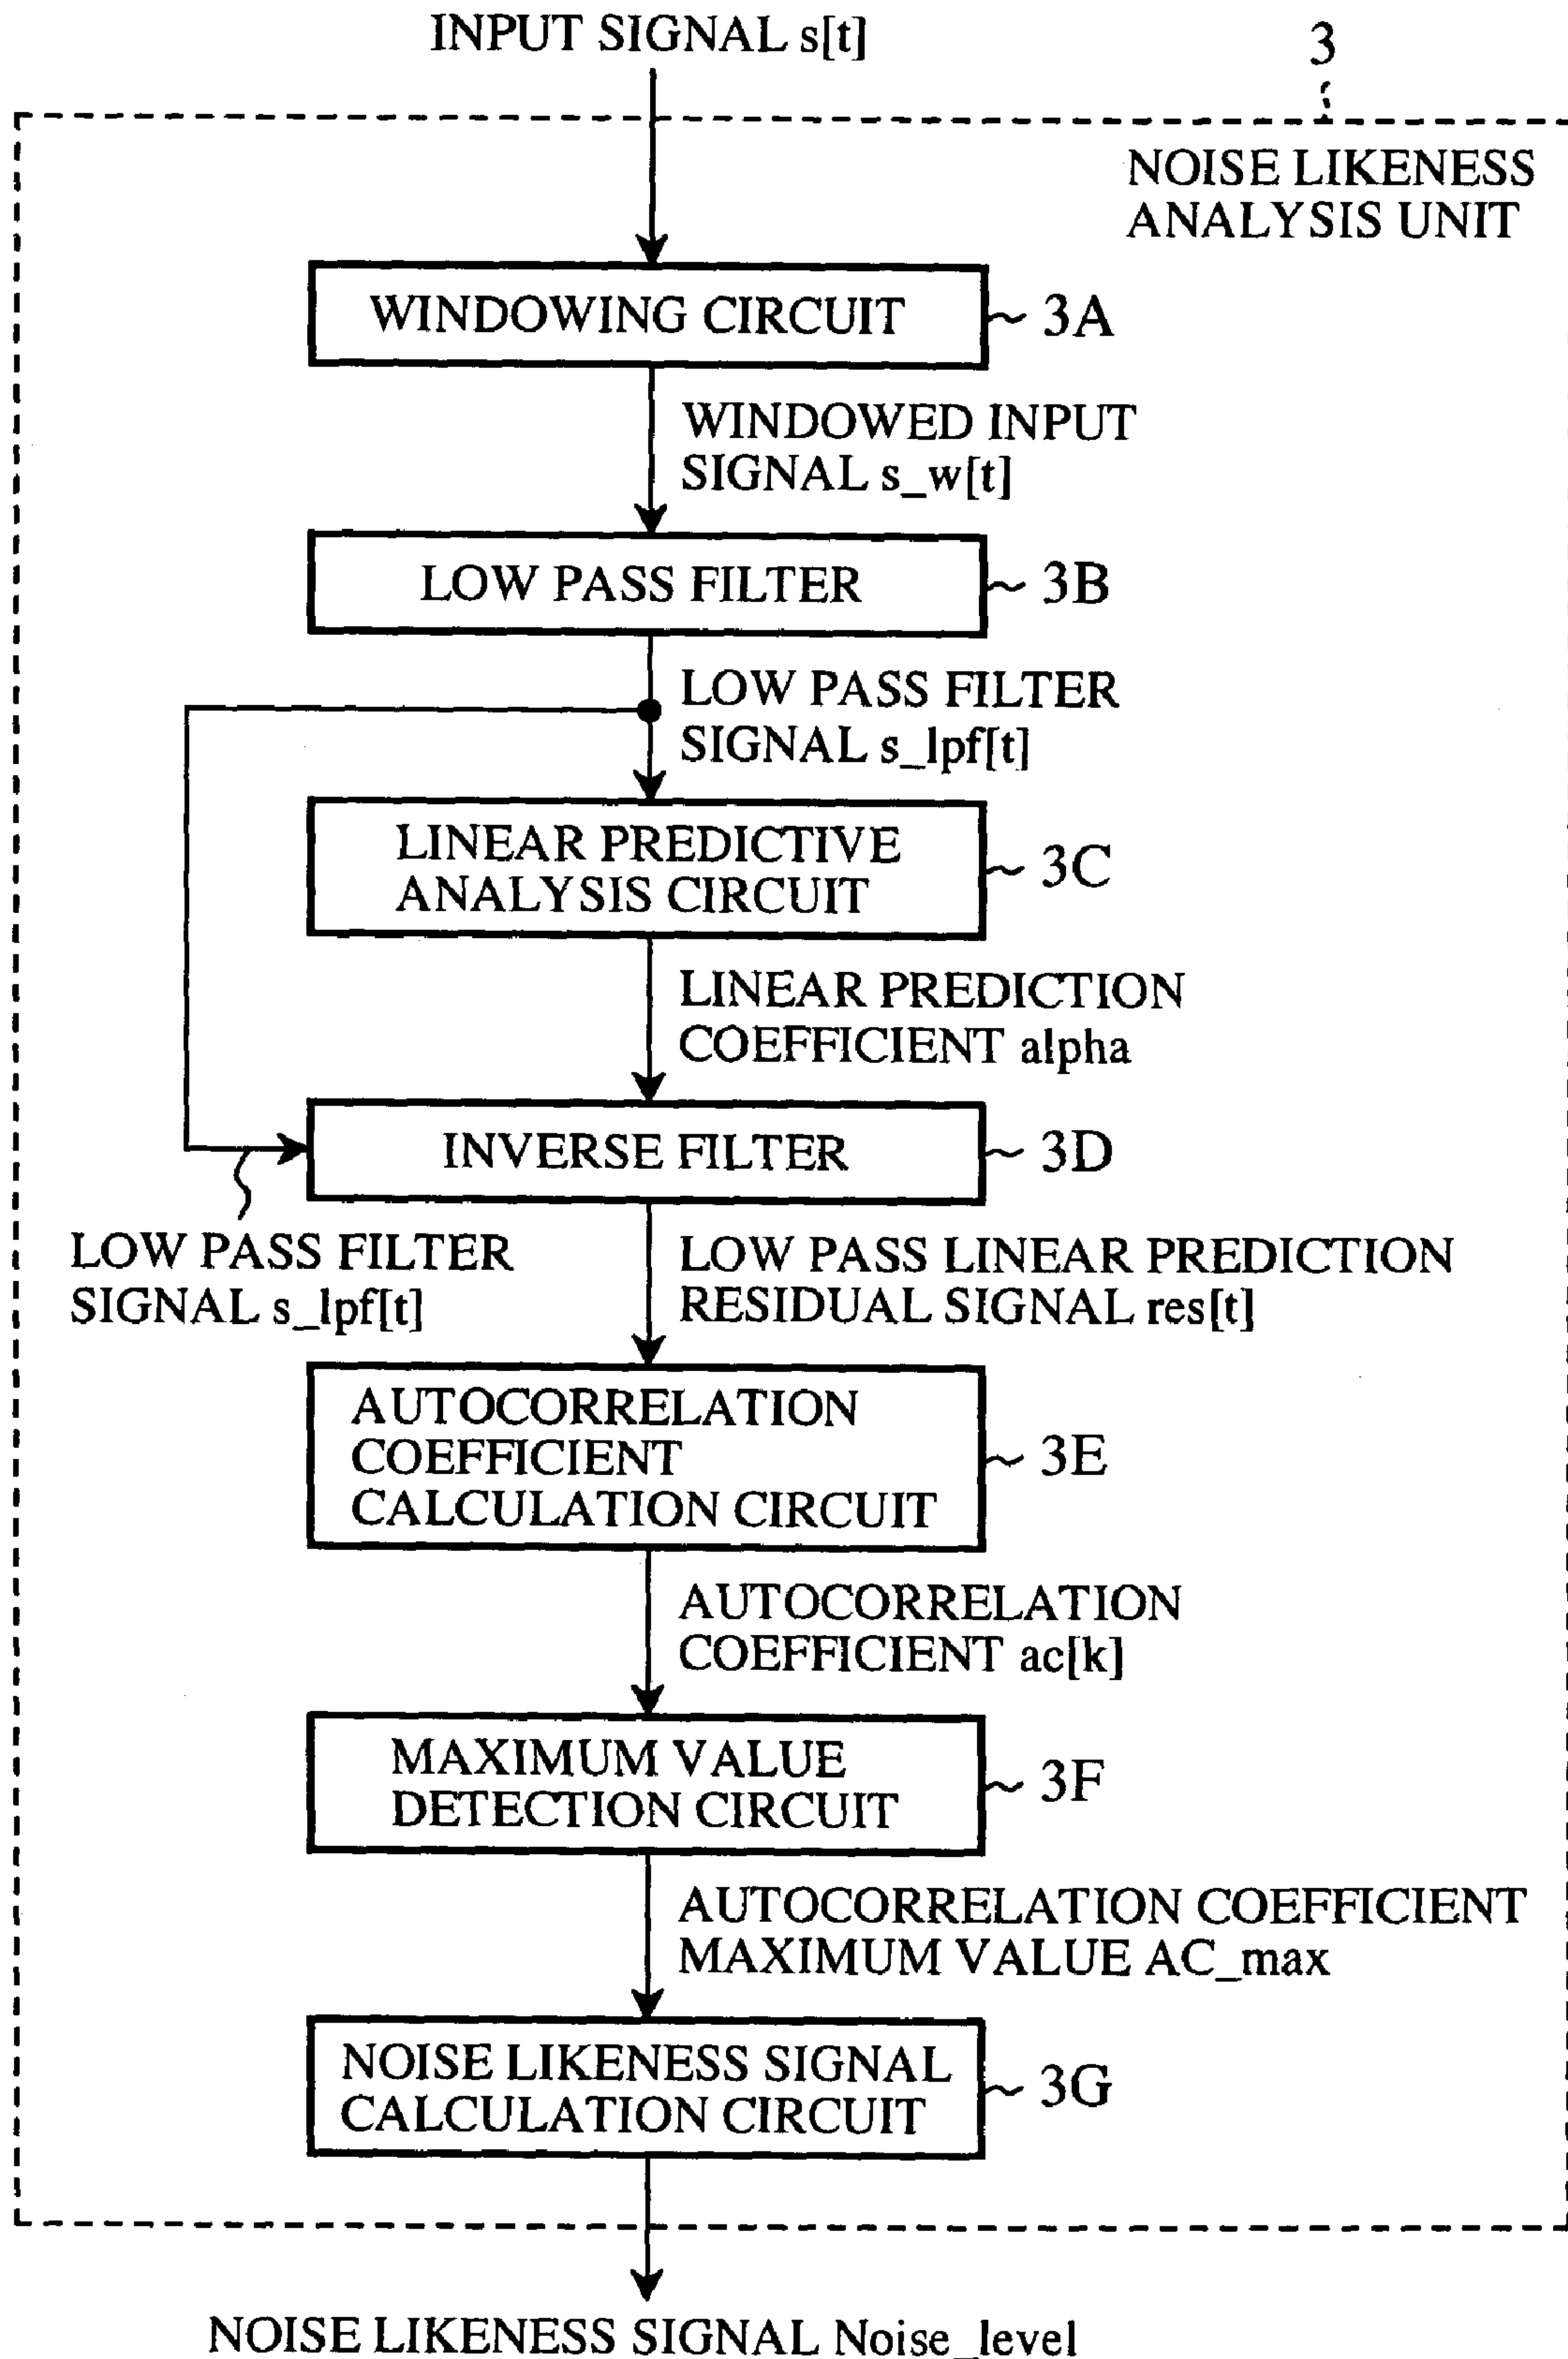 INPUT SIGNAL s[t]
3
NOISE LIKENESS
ANALYSIS UNIT
WINDOWING CIRCUIT
3A
WINDOWED INPUT
SIGNAL s_w[t]
LOW PASS FILTER
3B
LOW PASS FILTER
SIGNAL s_lpf[t]
LINEAR PREDICTIVE
ANALYSIS CIRCUIT
3C
LINEAR PREDICTION
COEFFICIENT alpha
INVERSE FILTER
3D
LOW PASS FILTER
SIGNAL s_lpf[t]
LOW PASS LINEAR PREDICTION
RESIDUAL SIGNAL res[t]
AUTOCORRELATION
COEFFICIENT
CALCULATION CIRCUIT
3E
AUTOCORRELATION
COEFFICIENT ac[k]
MAXIMUM VALUE
DETECTION CIRCUIT
3F
AUTOCORRELATION COEFFICIENT
MAXIMUM VALUE AC_max
NOISE LIKENESS SIGNAL
CALCULATION CIRCUIT
3G
NOISE LIKENESS SIGNAL Noise_level